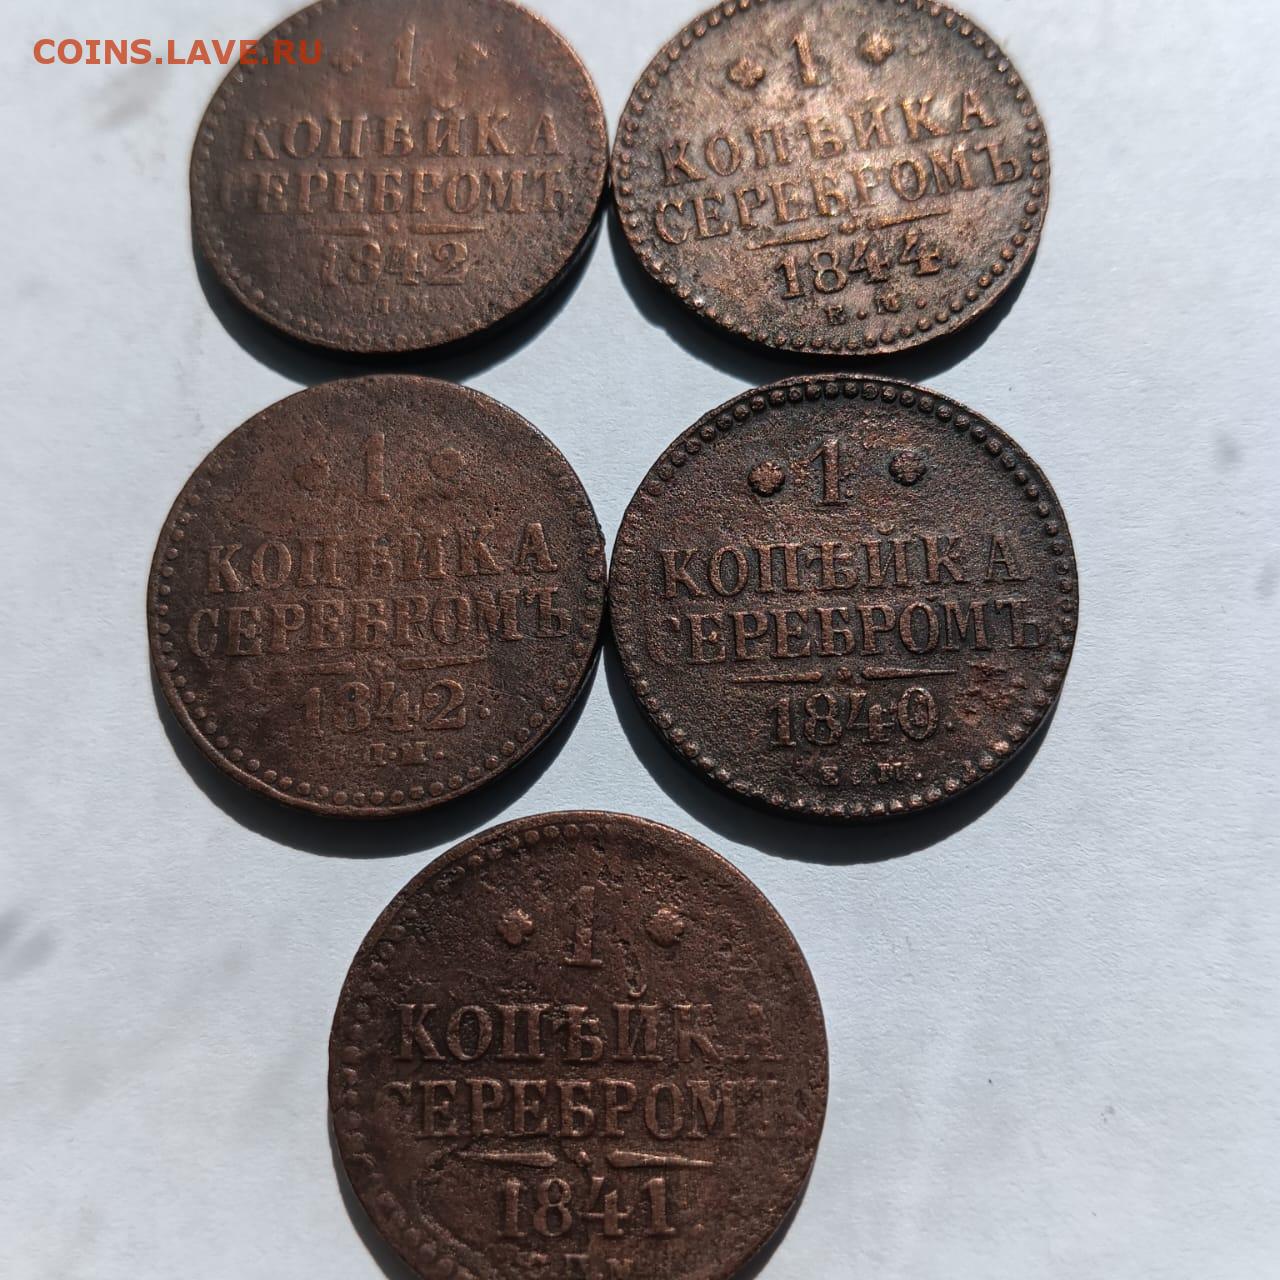 COINS.LAVE.RU
1
КОПѢЙКА
СЕРЕБРОМЪ
1842
1
КОПѢЙКА
СЕРЕБРОМЪ
1844.
Е.М.
1
КОПѢЙКА
СЕРЕБРОМЪ
1842.
1
КОПѢЙКА
СЕРЕБРОМЪ
1840.
Е.М.
1
КОПѢЙКА
СЕРЕБРОМЪ
1841.